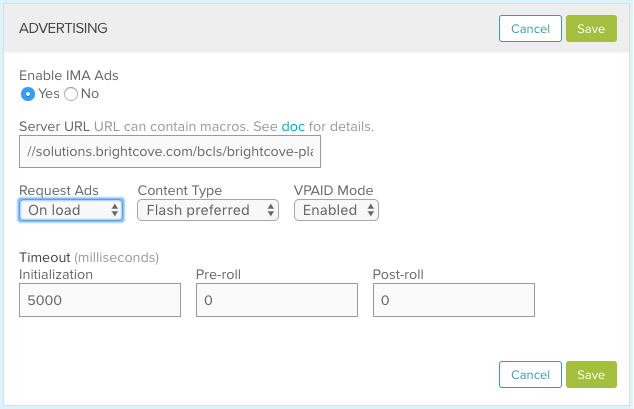 ADVERTISING
Cancel Save
Enable IMA Ads
Yes No
Server URL URL can contain macros. See doc for details.
//solutions.brightcove.com/bcls/brightcove-pla
Request Ads Content Type VPAID Mode
On load Flash preferred Enabled
Timeout (milliseconds)
Initialization Pre-roll Post-roll
5000 0 0
Cancel Save